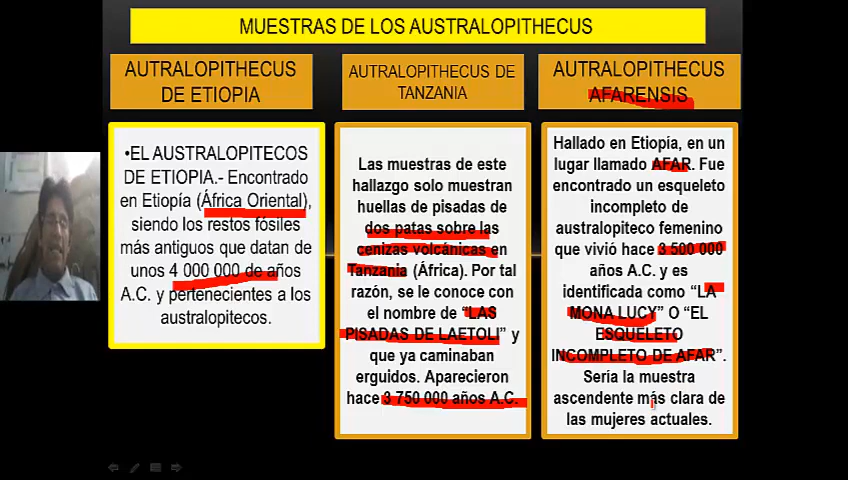 MUESTRAS DE LOS AUSTRALOPITHECUS
AUTRALOPITHECUS
DE ETIOPIA
•EL AUSTRALOPITECOS
DE ETIOPIA.- Encontrado
en Etiopía (África Oriental),
siendo los restos fósiles
más antiguos que datan de
unos 4 000 000 de años
A.C. y pertenecientes a los
australopitecos.
AUTRALOPITHECUS DE
TANZANIA
Las muestras de este
hallazgo solo muestran
huellas de pisadas de
dos patas sobre las
cenizas volcánicas en
Tanzania (África). Por tal
razón, se le conoce con
el nombre de “LAS
PISADAS DE LAETOLI” y
que ya caminaban
erguidos. Aparecieron
hace 3 750 000 años A.C.
AUTRALOPITHECUS
AFARENSIS
Hallado en Etiopía, en un
lugar llamado AFAR. Fue
encontrado un esqueleto
incompleto de
australopiteco femenino
que vivió hace 3 500 000
años A.C. y es
identificada como “LA
MONA LUCY” O “EL
ESQUELETO
INCOMPLETO DE AFAR”.
Sería la muestra
ascendente más clara de
las mujeres actuales.